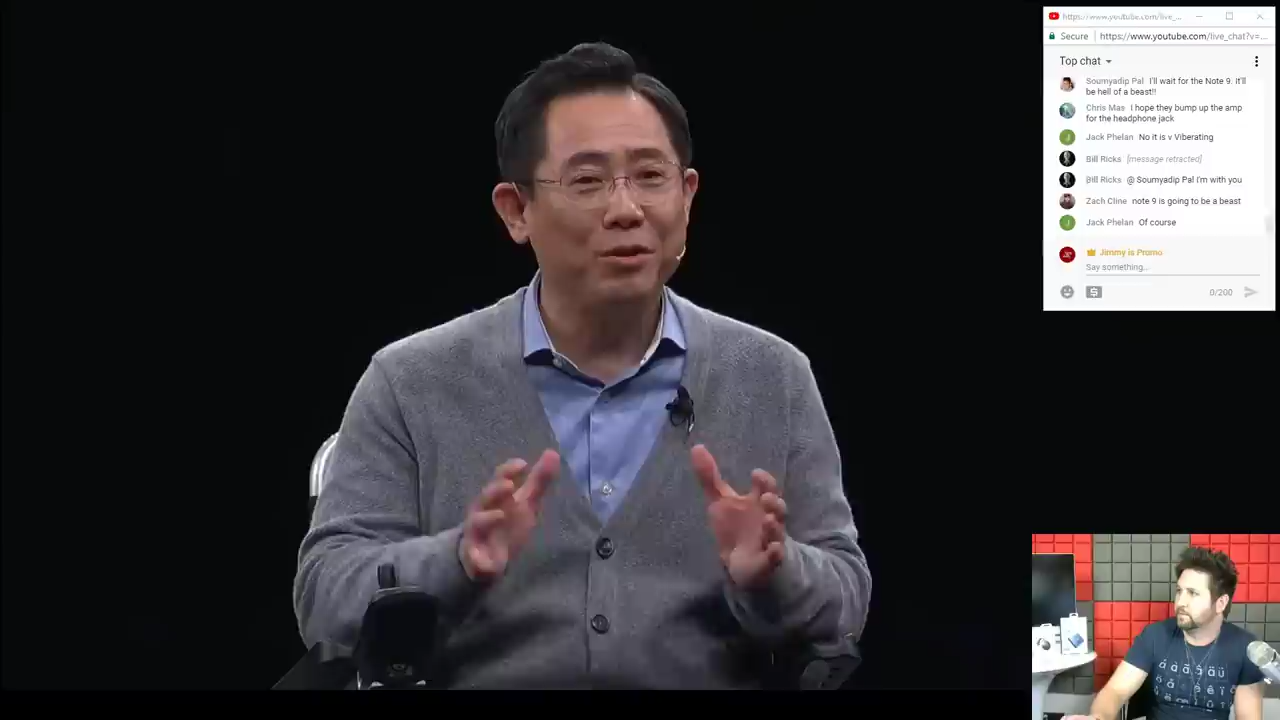 https://www.youtube.com/live_...
Secure https://www.youtube.com/live_chat?v=...
Top chat
Soumyadip Pal I'll wait for the Note 9. it'll
be hell of a beast!!
Chris Mas I hope they bump up the amp
for the headphone jack
Jack Phelan No it is v Viberating
Bill Ricks [message retracted]
Bill Ricks @ Soumyadip Pal I'm with you
Zach Cline note 9 is going to be a beast
Jack Phelan Of course
Jimmy is Promo
Say something...
0/200